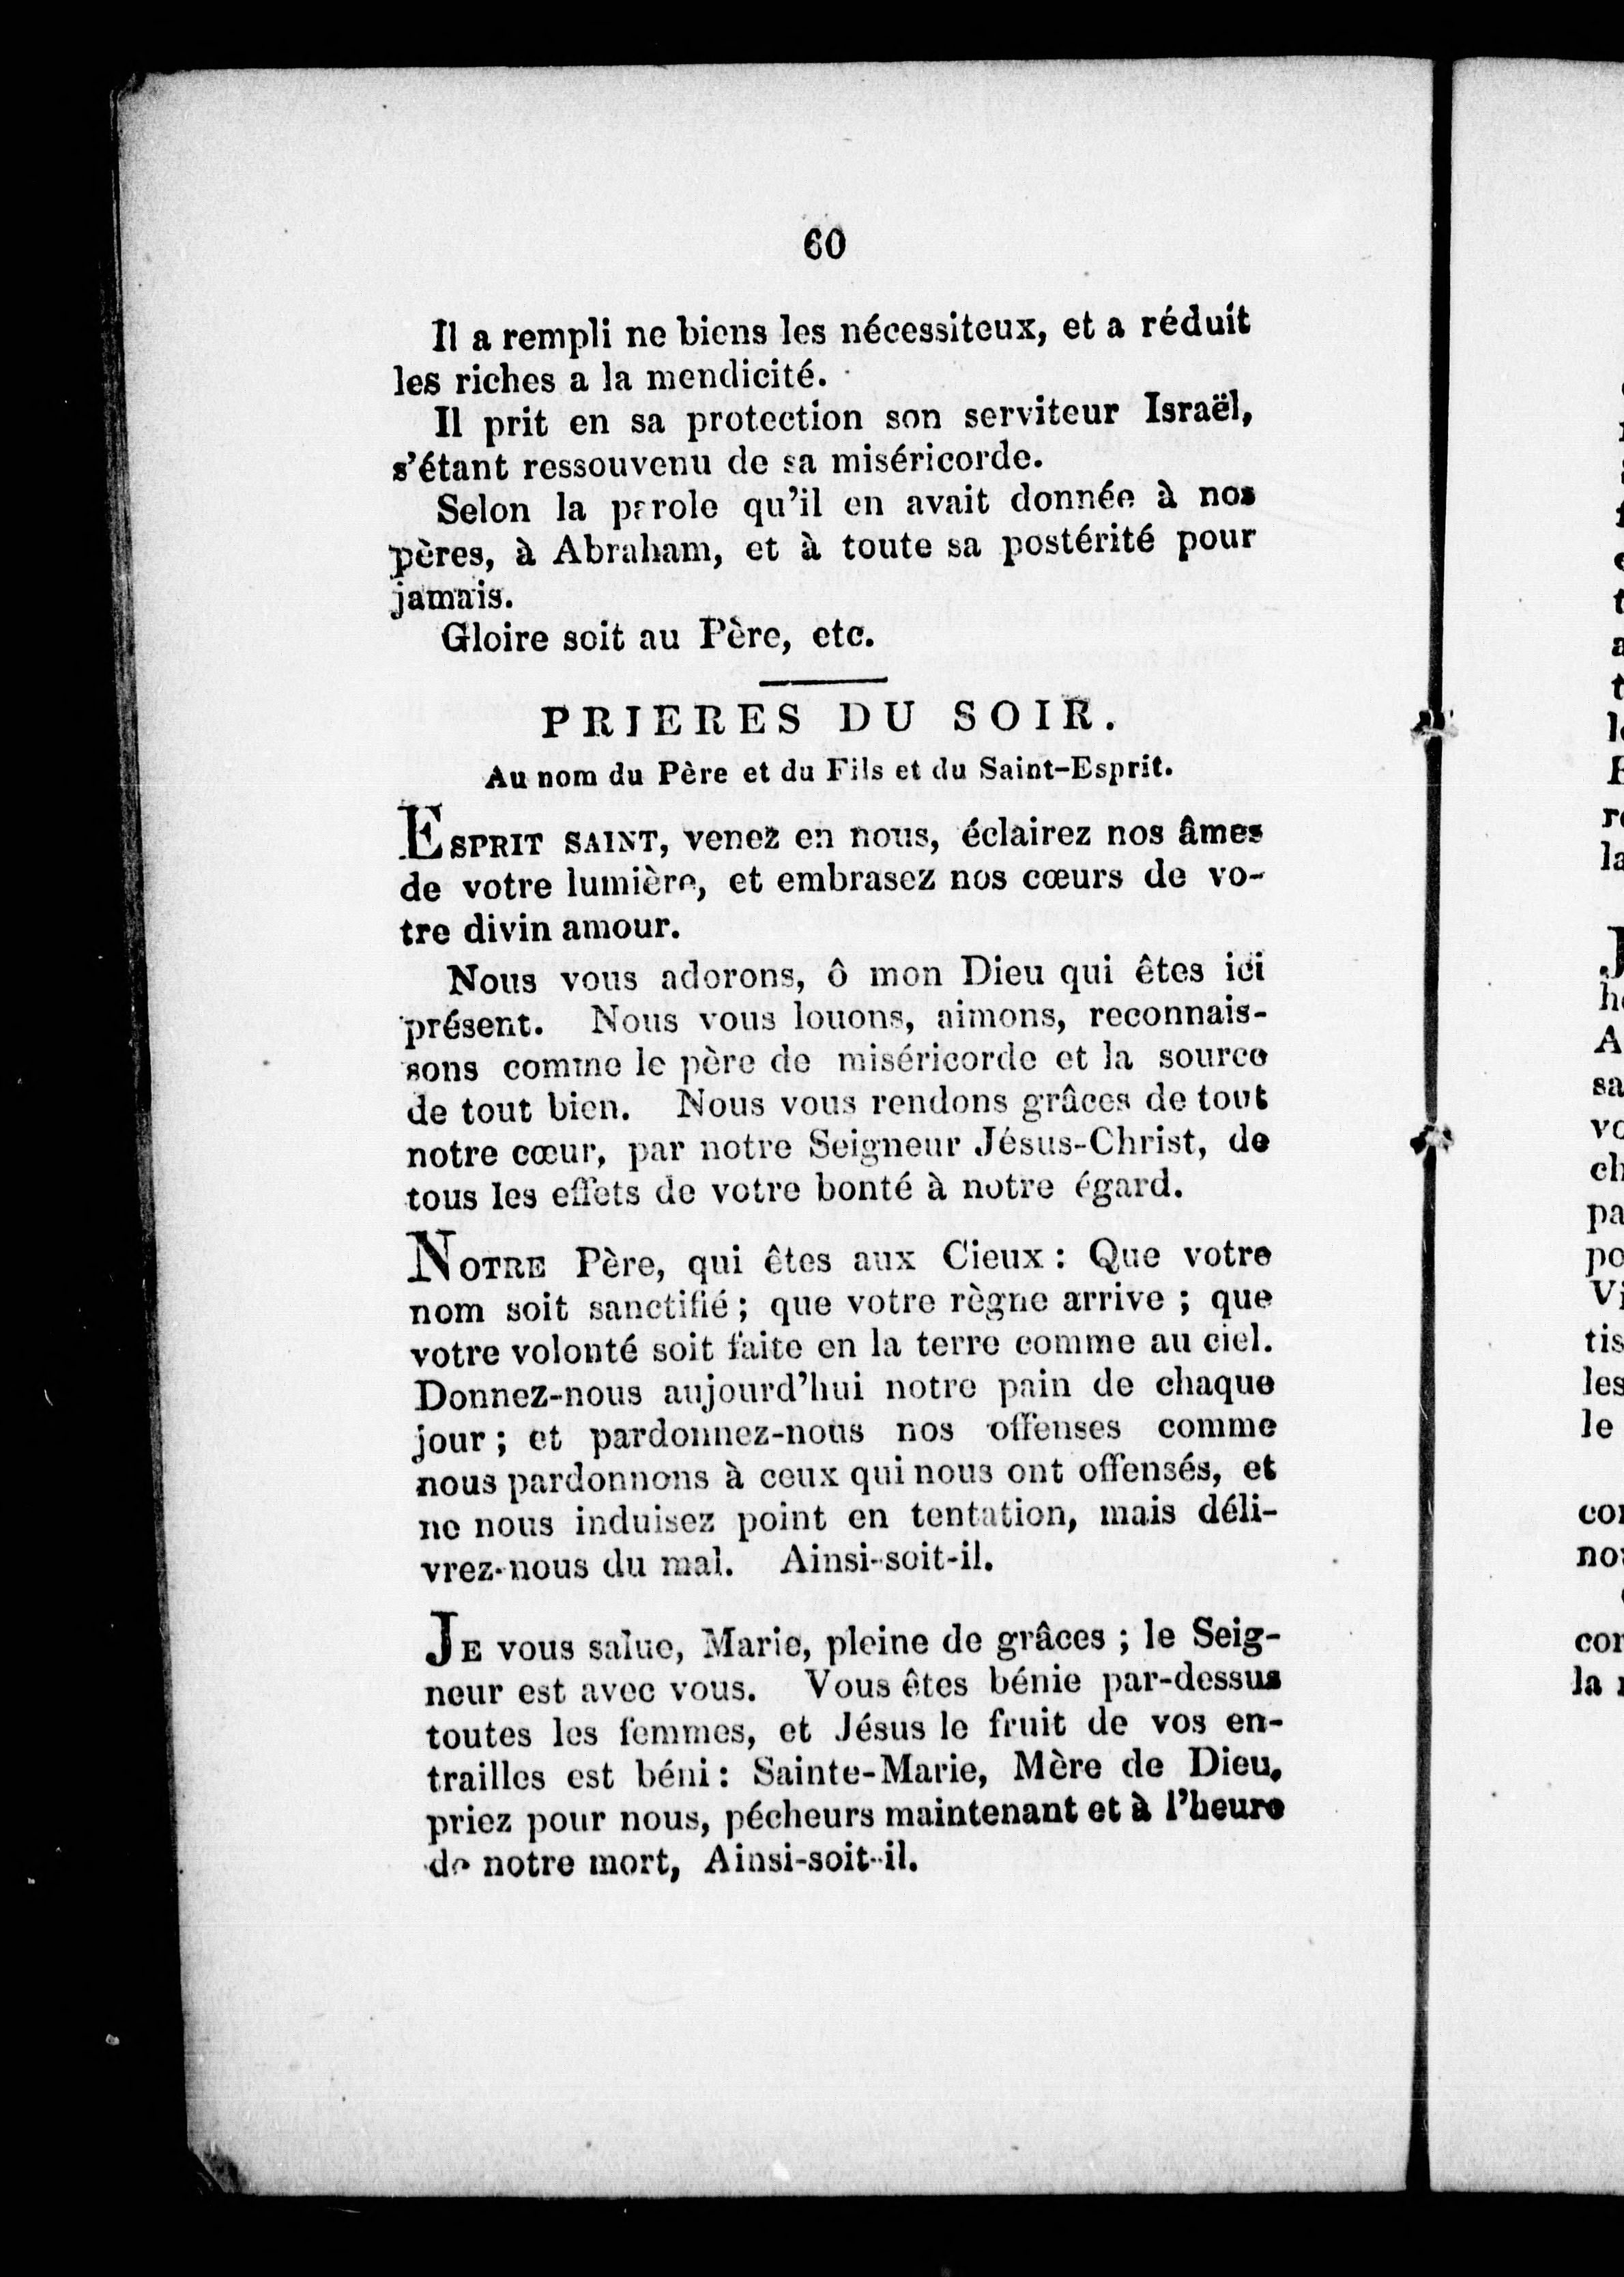 60
Il a rempli ne biens les nécessiteux, et a réduit
les riches a la mendicité.
Il prit en sa protection son serviteur Israël,
s'étant ressouvenu de sa miséricorde.
Selon la parole qu'il en avait donnée à nos
pères, à Abraham, et à toute sa postérité pour
jamais.
Gloire soit au Père, etc.
PRIERES DU SOIR.
Au nom du Père et du Fils et du Saint-Esprit.
ESPRIT SAINT, venez en nous, éclairez nos âmes
de votre lumière, et embrasez nos cœurs de vo-
tre divin amour.
Nous vous adorons, ô mon Dieu qui êtes ici
présent. Nous vous louons, aimons, reconnais-
sons comme le père de miséricorde et la source
de tout bien. Nous vous rendons grâces de tout
notre cœur, par notre Seigneur Jésus-Christ, de
tous les effets de votre bonté à notre égard.
NOTRE Père, qui êtes aux Cieux : Que votre
nom soit sanctifié ; que votre règne arrive ; que
votre volonté soit faite en la terre comme au ciel.
Donnez-nous aujourd'hui notre pain de chaque
jour ; et pardonnez-nous nos offenses comme
nous pardonnons à ceux qui nous ont offensés, et
ne nous induisez point en tentation, mais déli-
vrez-nous du mal. Ainsi-soit-il.
JE vous salue, Marie, pleine de grâces ; le Seig-
neur est avec vous. Vous êtes bénie par-dessus
toutes les femmes, et Jésus le fruit de vos en-
trailles est béni : Sainte-Marie, Mère de Dieu,
priez pour nous, pécheurs maintenant et à l'heure
de notre mort, Ainsi-soit-il.